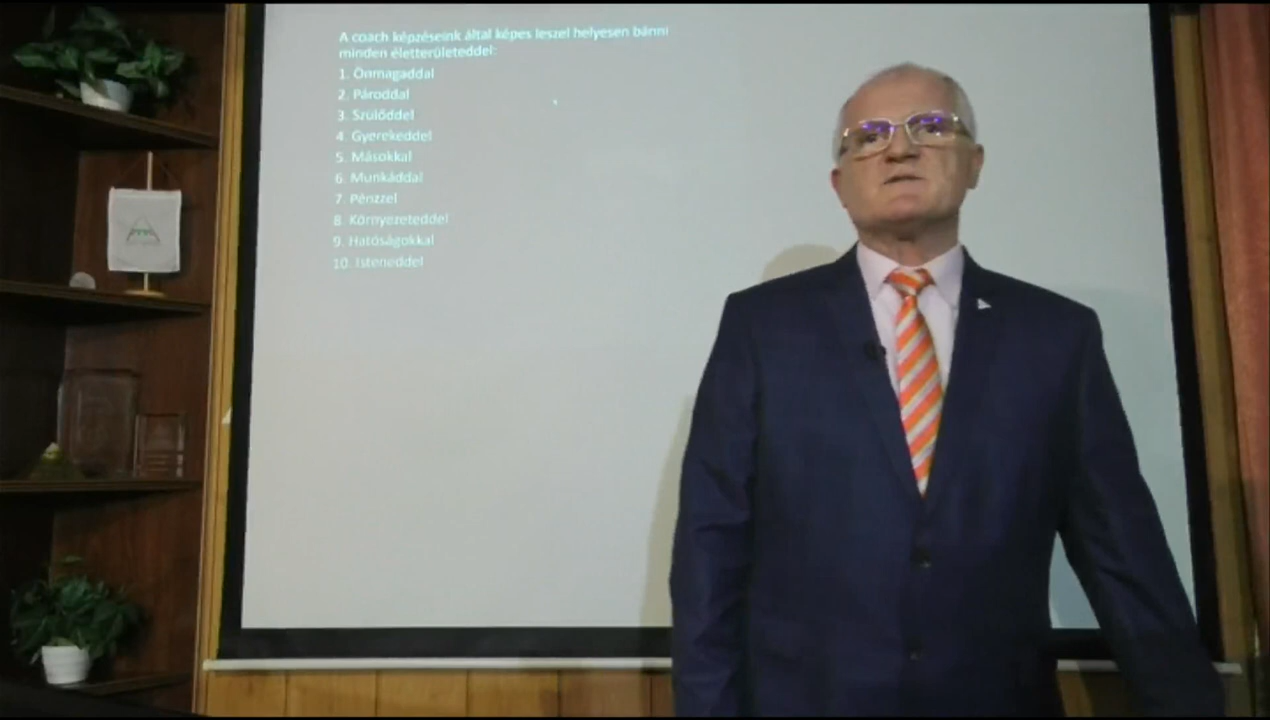 A coach képzéseink által képes leszel helyesen bánni
minden életterületeddel:
1. Önmagaddal
2. Pároddal
3. Szülőddel
4. Gyerekeddel
5. Másokkal
6. Munkáddal
7. Pénzzel
8. Környezeteddel
9. Hatóságokkal
10. Isteneddel